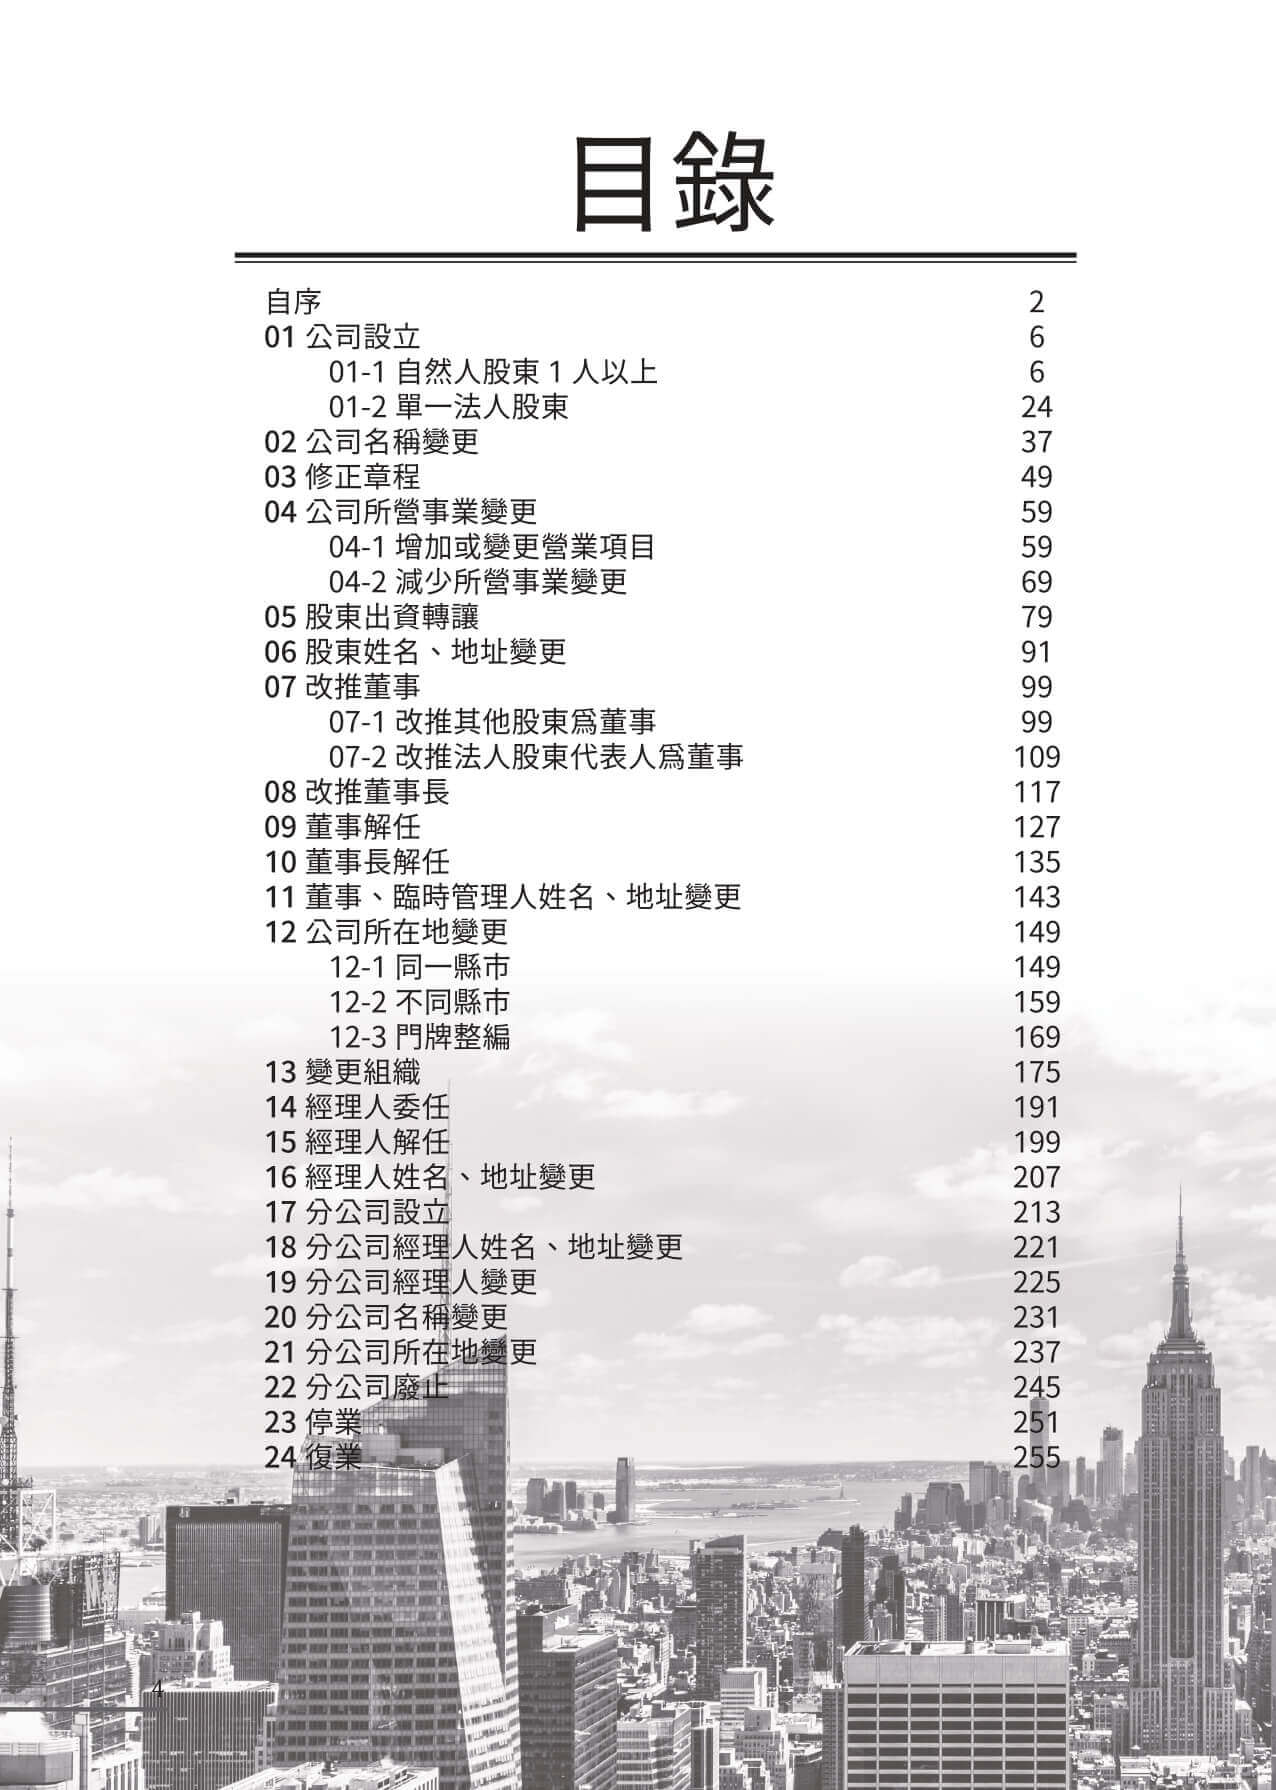 目錄
自序 2
01 公司設立 6
01-1 自然人股東 1 人以上 6
01-2 單一法人股東 24
02 公司名稱變更 37
03 修正章程 49
04 公司所營事業變更 59
04-1 增加或變更營業項目 59
04-2 減少所營事業變更 69
05 股東出資轉讓 79
06 股東姓名、地址變更 91
07 改推董事 99
07-1 改推其他股東爲董事 99
07-2 改推法人股東代表人爲董事 109
08 改推董事長 117
09 董事解任 127
10 董事長解任 135
11 董事、臨時管理人姓名、地址變更 143
12 公司所在地變更 149
12-1 同一縣市 149
12-2 不同縣市 159
12-3 門牌整編 169
13 變更組織 175
14 經理人委任 191
15 經理人解任 199
16 經理人姓名、地址變更 207
17 分公司設立 213
18 分公司經理人姓名、地址變更 221
19 分公司經理人變更 225
20 分公司名稱變更 231
21 分公司所在地變更 237
22 分公司廢止 245
23 停業 251
24 復業 255
4